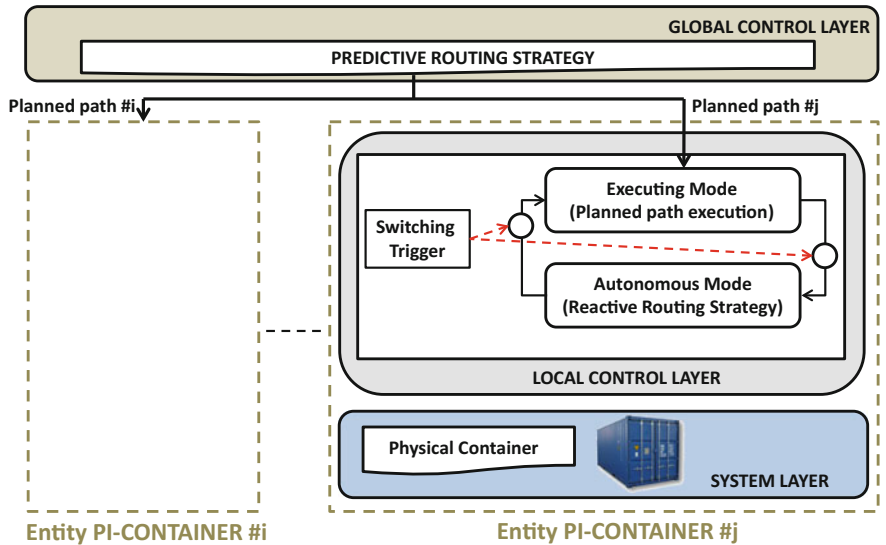 GLOBAL CONTROL LAYER
PREDICTIVE ROUTING STRATEGY
Planned path #i
Planned path #j
Executing Mode
(Planned path execution)
Switching
Trigger
Autonomous Mode
(Reactive Routing Strategy)
LOCAL CONTROL LAYER
Physical Container
SYSTEM LAYER
Entity PI-CONTAINER #i
Entity PI-CONTAINER #j